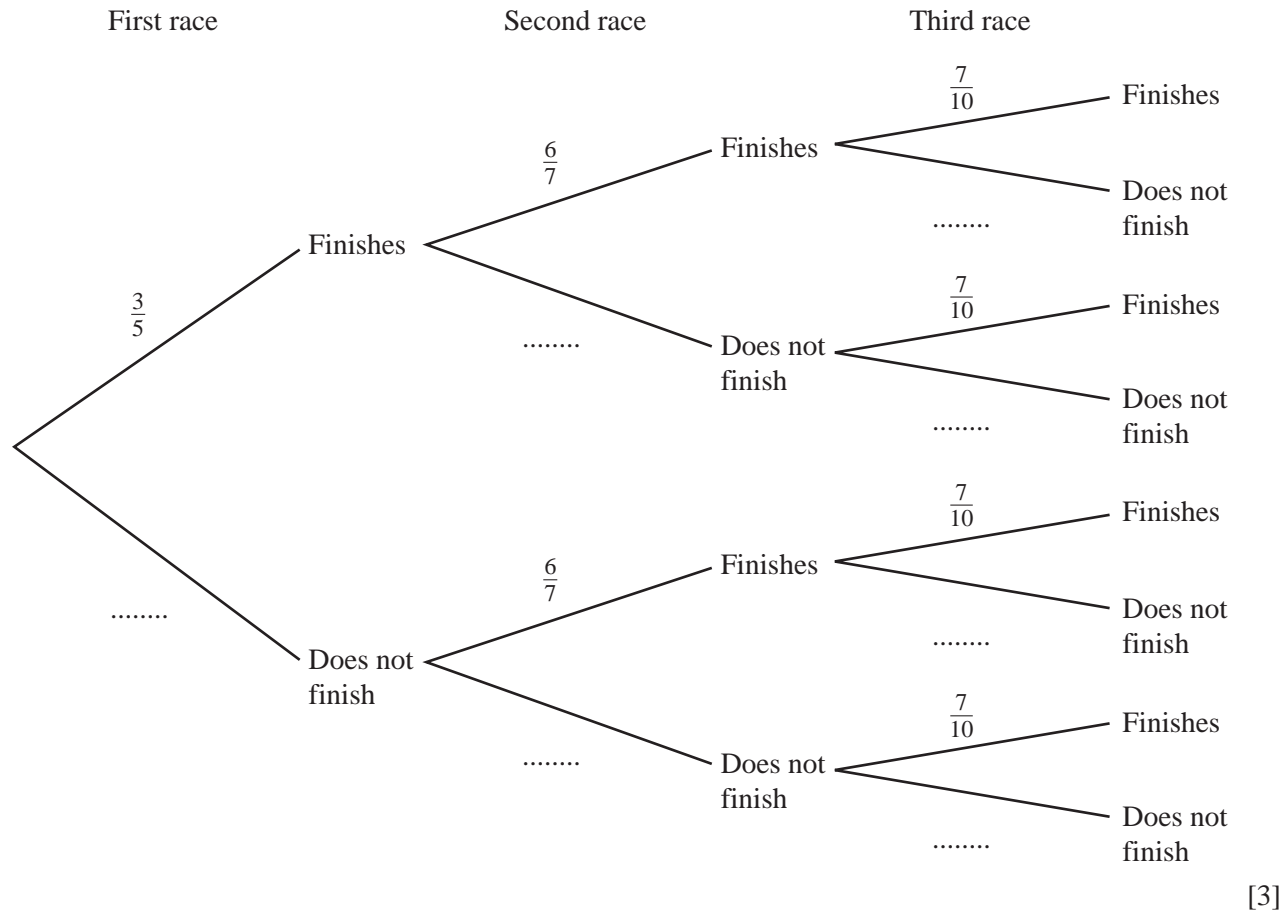 First race Second race Third race
7/10 Finishes
6/7 Finishes
Does not
finish
........
Finishes
3/5
7/10 Finishes
........ Does not
finish
Does not
finish
........
7/10 Finishes
6/7 Finishes
........
Does not
finish
........
Does not
finish
7/10 Finishes
........ Does not
finish
Does not
finish
........
[3]